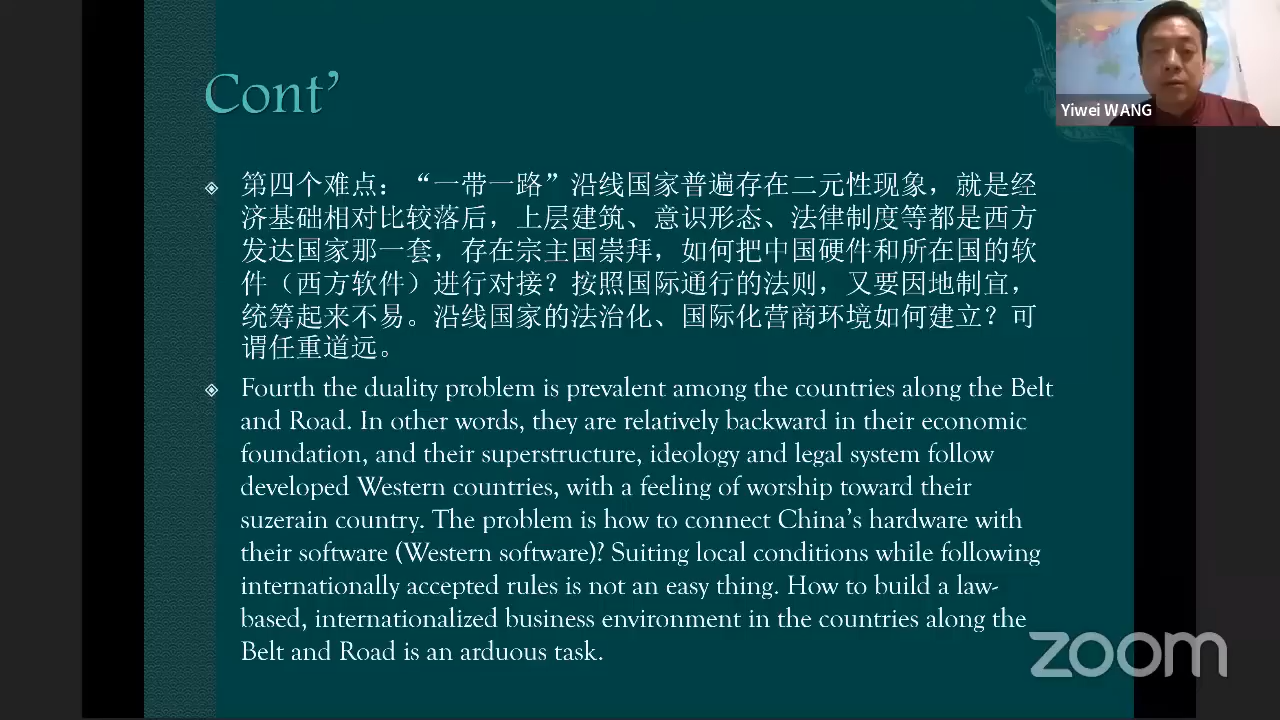 Cont’
Yiwei WANG
第四个难点：“一带一路”沿线国家普遍存在二元性现象，就是经
济基础相对比较落后，上层建筑、意识形态、法律制度等都是西方
发达国家那一套，存在宗主国崇拜，如何把中国硬件和所在国的软
件（西方软件）进行对接？按照国际通行的法则，又要因地制宜，
统筹起来不易。沿线国家的法治化、国际化营商环境如何建立？可
谓任重道远。
Fourth the duality problem is prevalent among the countries along the Belt
and Road. In other words, they are relatively backward in their economic
foundation, and their superstructure, ideology and legal system follow
developed Western countries, with a feeling of worship toward their
suzerain country. The problem is how to connect China’s hardware with
their software (Western software)? Suiting local conditions while following
internationally accepted rules is not an easy thing. How to build a law-
based, internationalized business environment in the countries along the
Belt and Road is an arduous task.
zoom